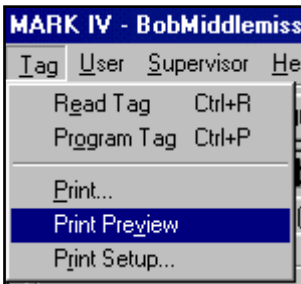 MARK IV - BobMiddlemiss
Tag User Supervisor He
Read Tag Ctrl+R
Program Tag Ctrl+P
Print...
Print Preview
Print Setup...